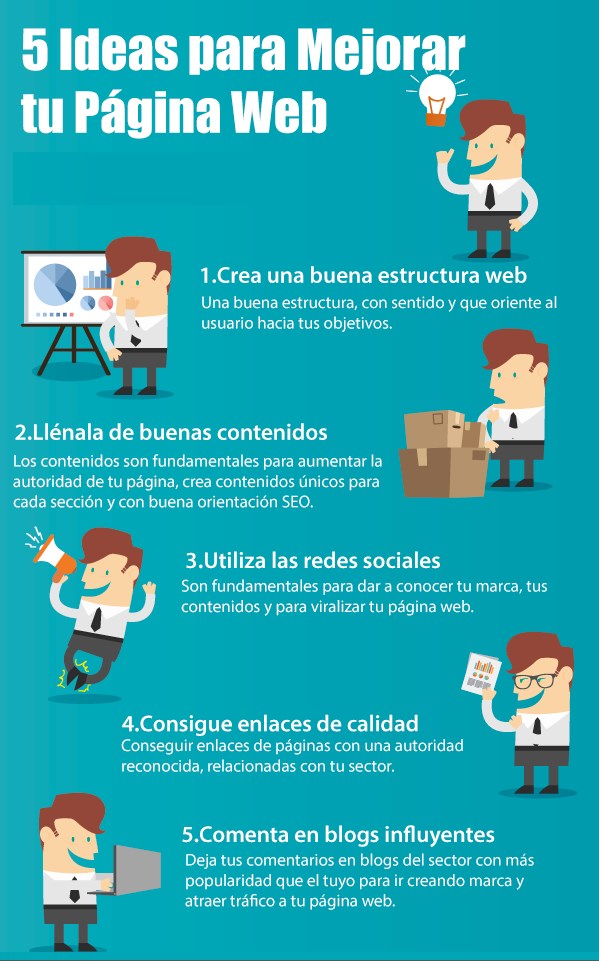 5 Ideas para Mejorar
tu Página Web
1.Crea una buena estructura web
Una buena estructura, con sentido y que oriente al
usuario hacia tus objetivos.
2.Llénala de buenas contenidos
Los contenidos son fundamentales para aumentar la
autoridad de tu página, crea contenidos únicos para
cada sección y con buena orientación SEO.
3.Utiliza las redes sociales
Son fundamentales para dar a conocer tu marca, tus
contenidos y para viralizar tu página web.
4.Consigue enlaces de calidad
Conseguir enlaces de páginas con una autoridad
reconocida, relacionadas con tu sector.
5.Comenta en blogs influyentes
Deja tus comentarios en blogs del sector con más
popularidad que el tuyo para ir creando marca y
atraer tráfico a tu página web.